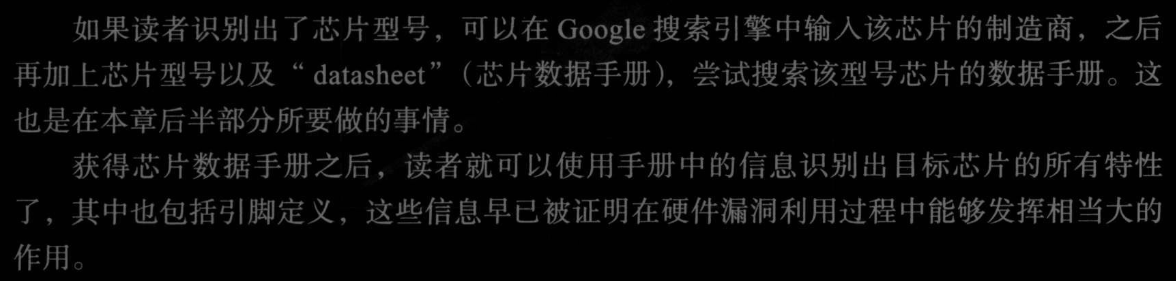 如果读者识别出了芯片型号，可以在 Google 搜索引擎中输入该芯片的制造商，之后
再加上芯片型号以及“ datasheet”（芯片数据手册），尝试搜索该型号芯片的数据手册。这
也是在本章后半部分所要做的事情。
获得芯片数据手册之后，读者就可以使用手册中的信息识别出目标芯片的所有特性
了，其中也包括引脚定义，这些信息早已被证明在硬件漏洞利用过程中能够发挥相当大的
作用。